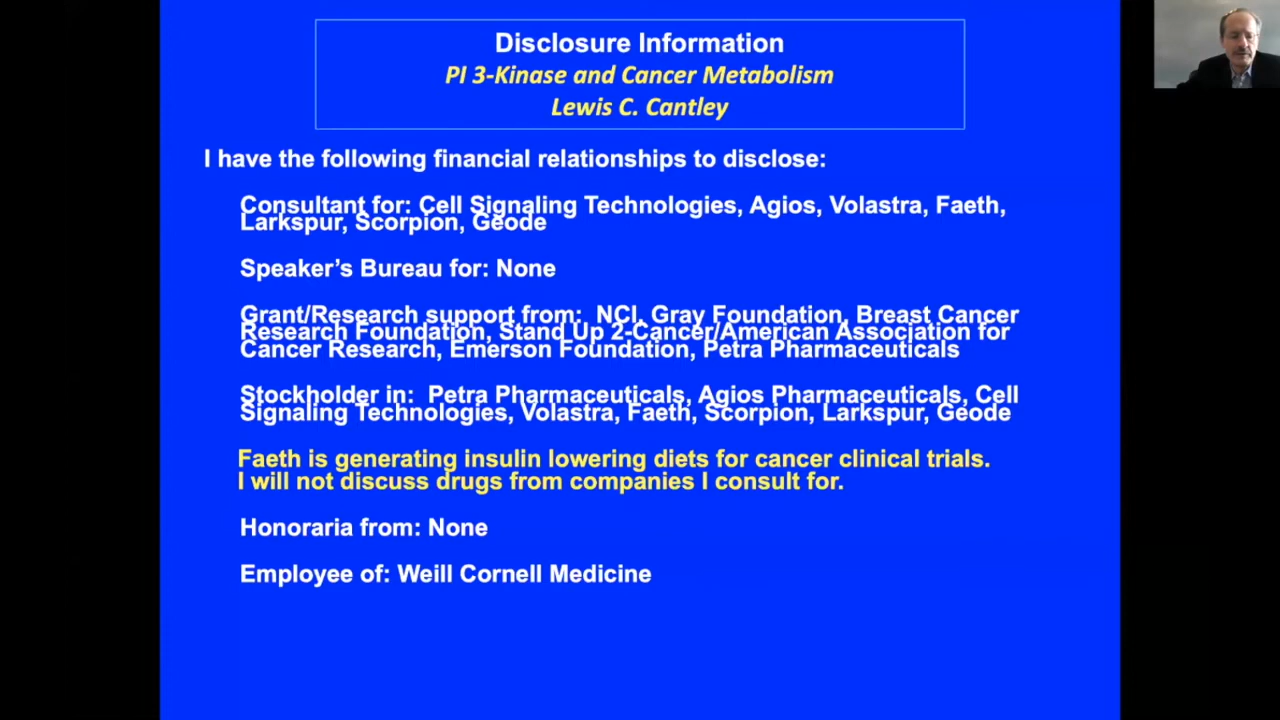 Disclosure Information
PI 3-Kinase and Cancer Metabolism
Lewis C. Cantley
I have the following financial relationships to disclose:
Consultant for: Cell Signaling Technologies, Agios, Volastra, Faeth,
Larkspur, Scorpion, Geode
Speaker’s Bureau for: None
Grant/Research support from:  NCI, Gray Foundation, Breast Cancer
Research Foundation, Stand Up 2-Cancer/American Association for
Cancer Research, Emerson Foundation, Petra Pharmaceuticals
Stockholder in:  Petra Pharmaceuticals, Agios Pharmaceuticals, Cell
Signaling Technologies, Volastra, Faeth, Scorpion, Larkspur, Geode
Faeth is generating insulin lowering diets for cancer clinical trials.
I will not discuss drugs from companies I consult for.
Honoraria from: None
Employee of: Weill Cornell Medicine